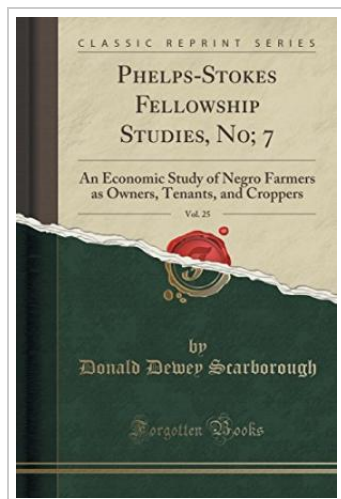 CLASSIC REPRINT SERIES
PHELPS-STOKES
FELLOWSHIP
STUDIES, NO; 7
An Economic Study of Negro Farmers
as Owners, Tenants, and Croppers
Vol. 25
F
by
Donald Dewey Scarborough
Forgotten Books